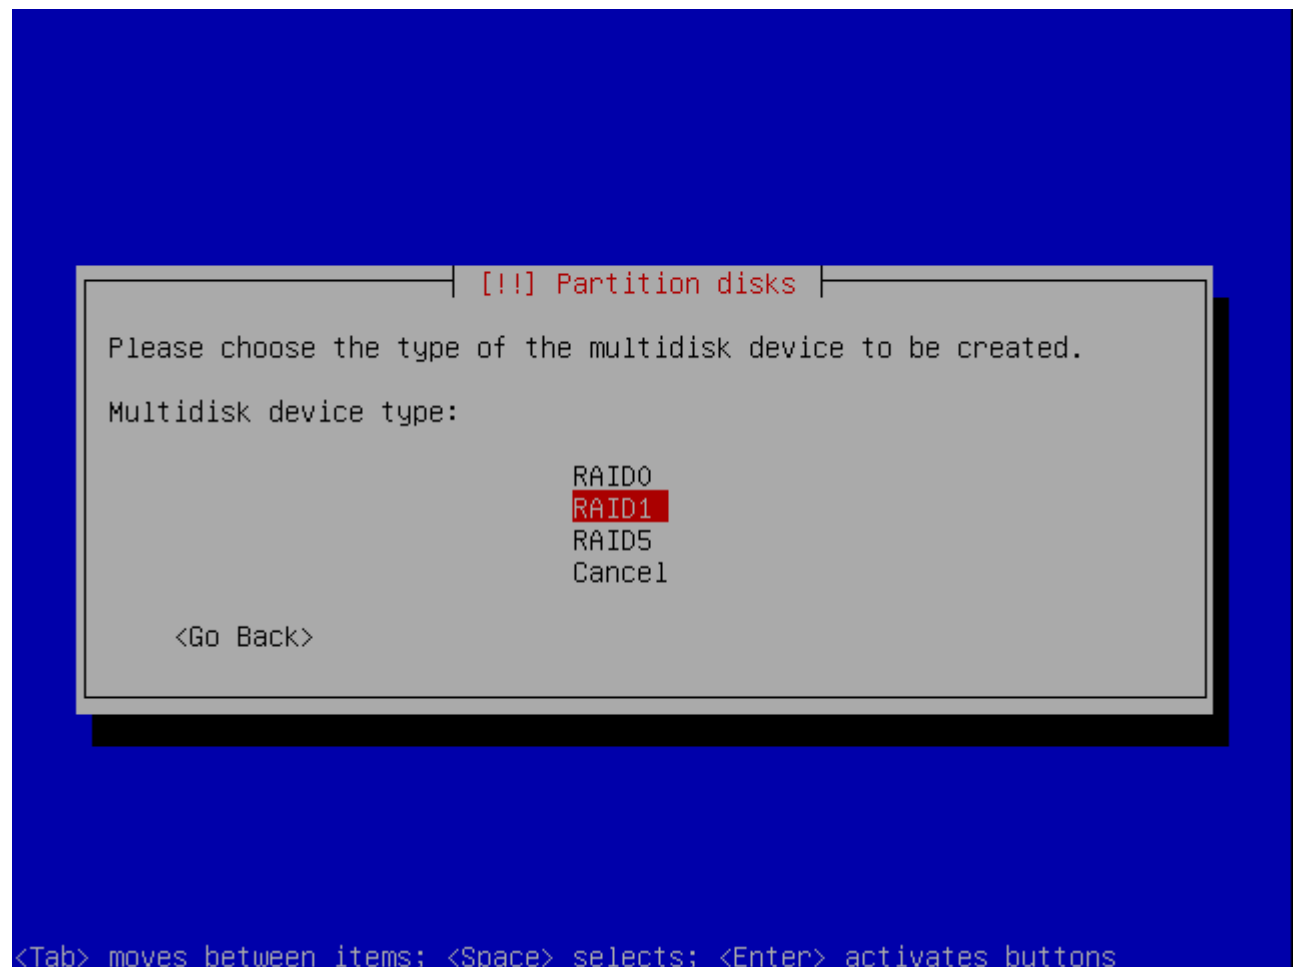 [!!] Partition disks
Please choose the type of the multidisk device to be created.
Multidisk device type:
RAID0
RAID1
RAID5
Cancel
<Go Back>
<Tab> moves between items; <Space> selects; <Enter> activates buttons